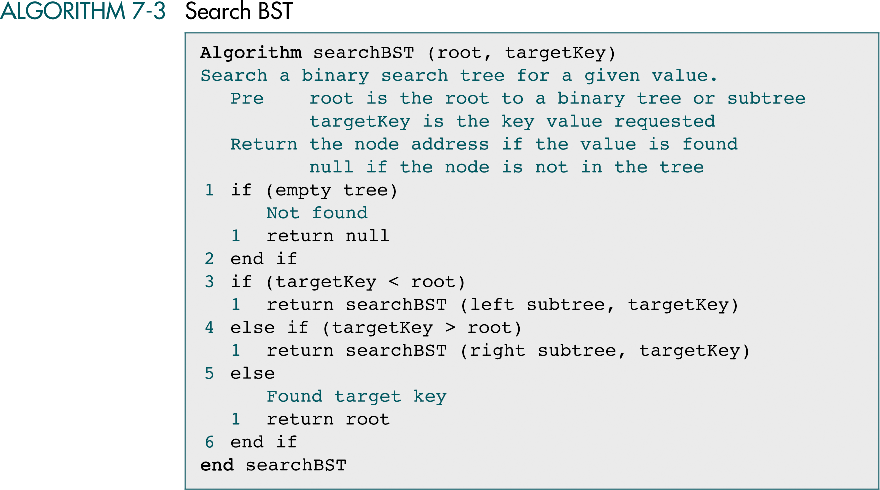 ALGORITHM 7-3 Search BST
Algorithm searchBST (root, targetKey)
Search a binary search tree for a given value.
Pre root is the root to a binary tree or subtree
targetKey is the key value requested
Return the node address if the value is found
null if the node is not in the tree
1 if (empty tree)
Not found
1 return null
2 end if
3 if (targetKey < root)
1 return searchBST (left subtree, targetKey)
4 else if (targetKey > root)
1 return searchBST (right subtree, targetKey)
5 else
Found target key
1 return root
6 end if
end searchBST